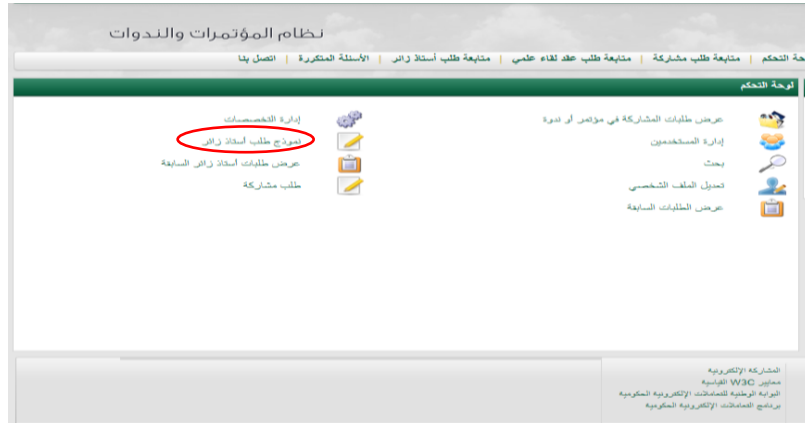 نظام المؤتمرات والندوات
حة التحكم | متابعة طلب مشاركة | متابعة طلب عقد لقاء علمي | متابعة طلب أستاذ زائر | الأسئلة المتكررة | اتصل بنا
لوحة التحكم
عرض طلبات المشاركة في مؤتمر أو ندوة
إدارة المستخدمين
بحث
تعديل الملف الشخصي
عرض الطلبات السابقة
إدارة التخصصات
نموذج طلب أستاذ زائر
عرض طلبات أستاذ زائر السابقة
طلب مشاركة
المشاركة الإلكترونية
معايير W3C القياسية
البوابة الوطنية للتعاملات الإلكترونية الحكومية
برنامج التعاملات الإلكترونية الحكومية